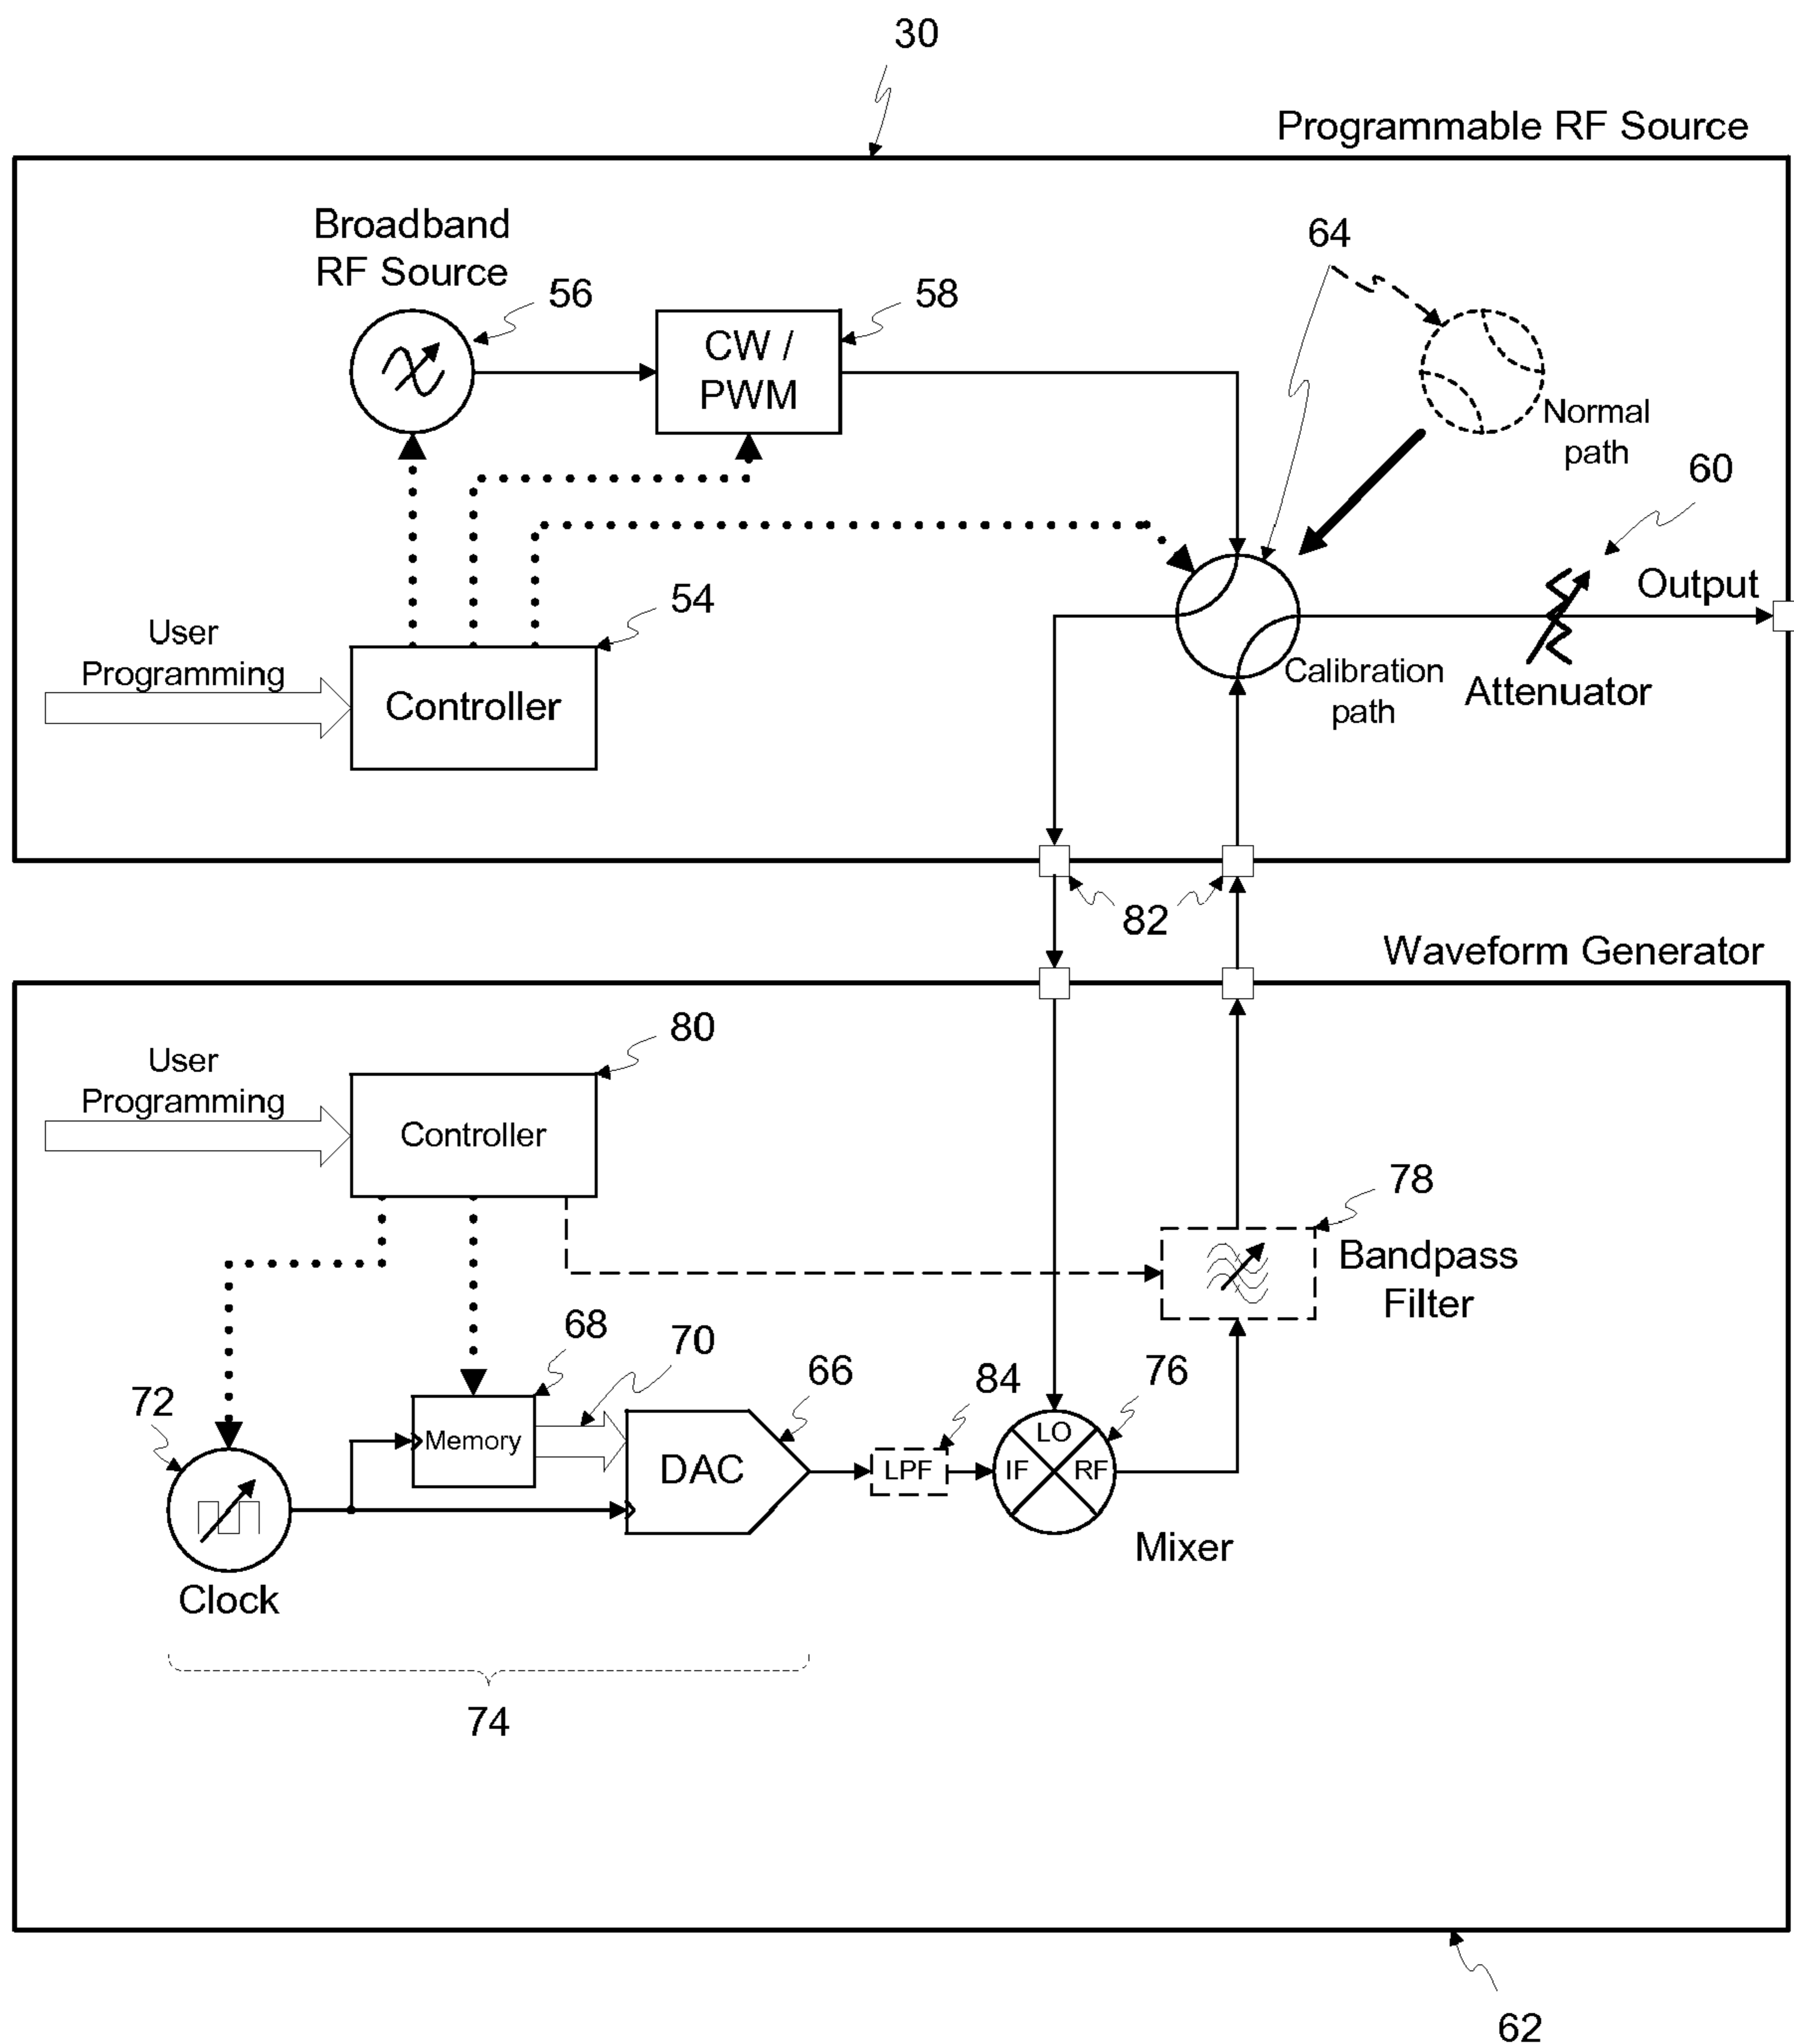 30
Programmable RF Source
Broadband
RF Source
56
58
64
CW /
PWM
Normal
path
60
54
Output
User
Programming
Controller
Calibration
path
Attenuator
82
Waveform Generator
80
User
Programming
Controller
78
Bandpass
Filter
68
70
66
84
76
72
Memory
DAC
LPF
LO
IF
RF
Mixer
Clock
74
62